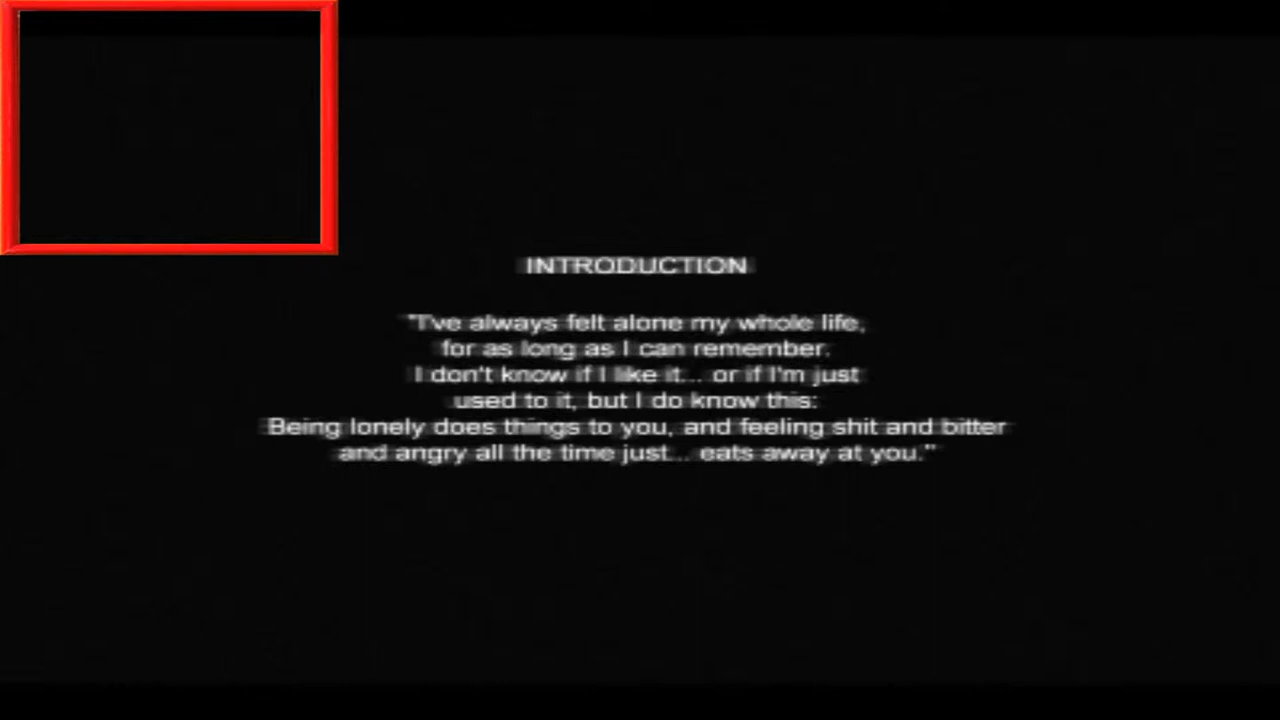 INTRODUCTION
"I've always felt alone my whole life,
for as long as I can remember.
I don't know if I like it... or if I'm just
used to it, but I do know this:
Being lonely does things to you, and feeling shit and bitter
and angry all the time just... eats away at you."